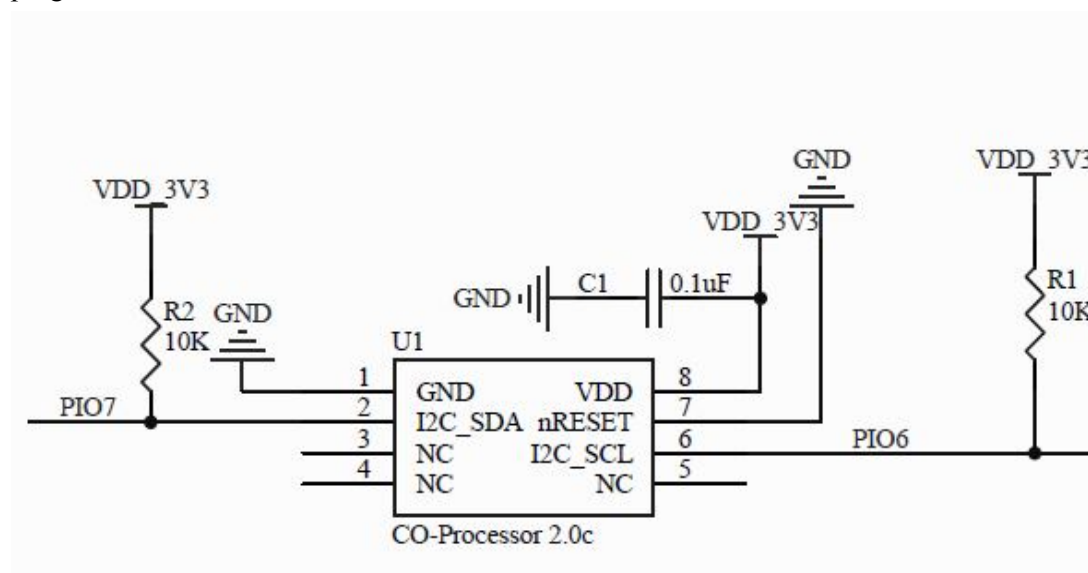 GND
VDD_3V3
VDD_3V3
VDD_3V3
GND
C1
0.1uF
R1
10K
R2
10K
GND
U1
1
GND
VDD
8
PIO7
2
I2C_SDA
nRESET
7
3
NC
I2C_SCL
6
PIO6
4
NC
NC
5
CO-Processor 2.0c